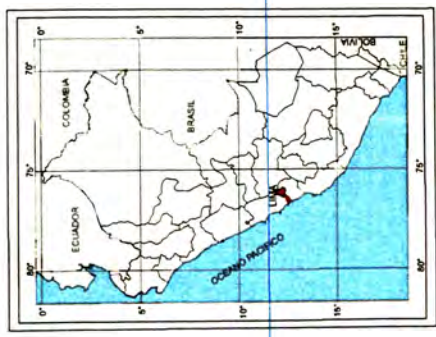 80° 75° 70°
0° 0°
COLOMBIA
ECUADOR
5° 5°
BRASIL
10° 10°
OCEANO PACIFICO
LIMA
15° 15°
BOLIVIA
CHILE
80° 75° 70°